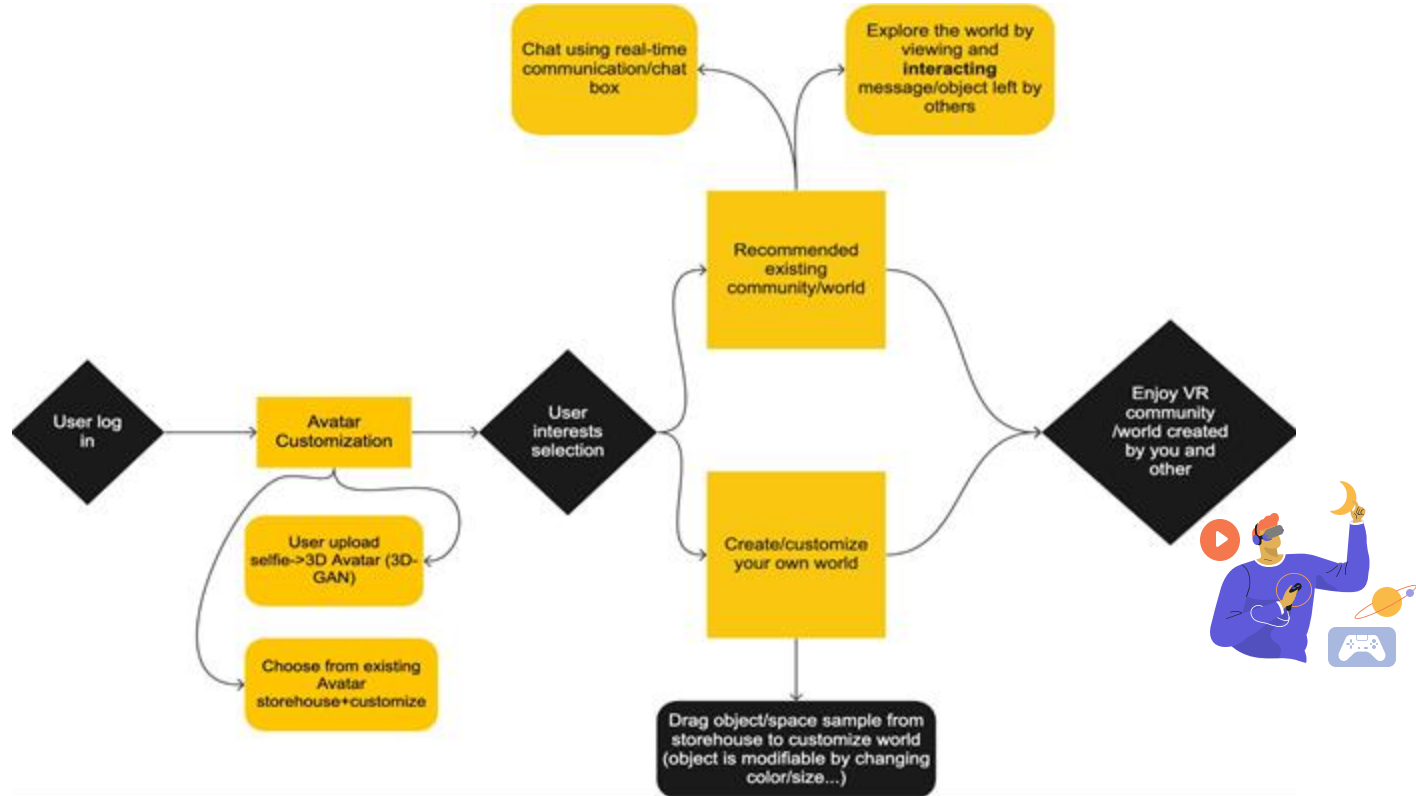 Chat using real-time
communication/chat
box
Explore the world by
viewing and
interacting
message/object left by
others
Recommended
existing
community/world
User log
in
Avatar
Customization
User
interests
selection
Enjoy VR
community
/world created
by you and
other
User upload
selfie->3D Avatar (3D-
GAN)
Create/customize
your own world
Choose from existing
Avatar
storehouse+customize
Drag object/space sample from
storehouse to customize world
(object is modifiable by changing
color/size...)